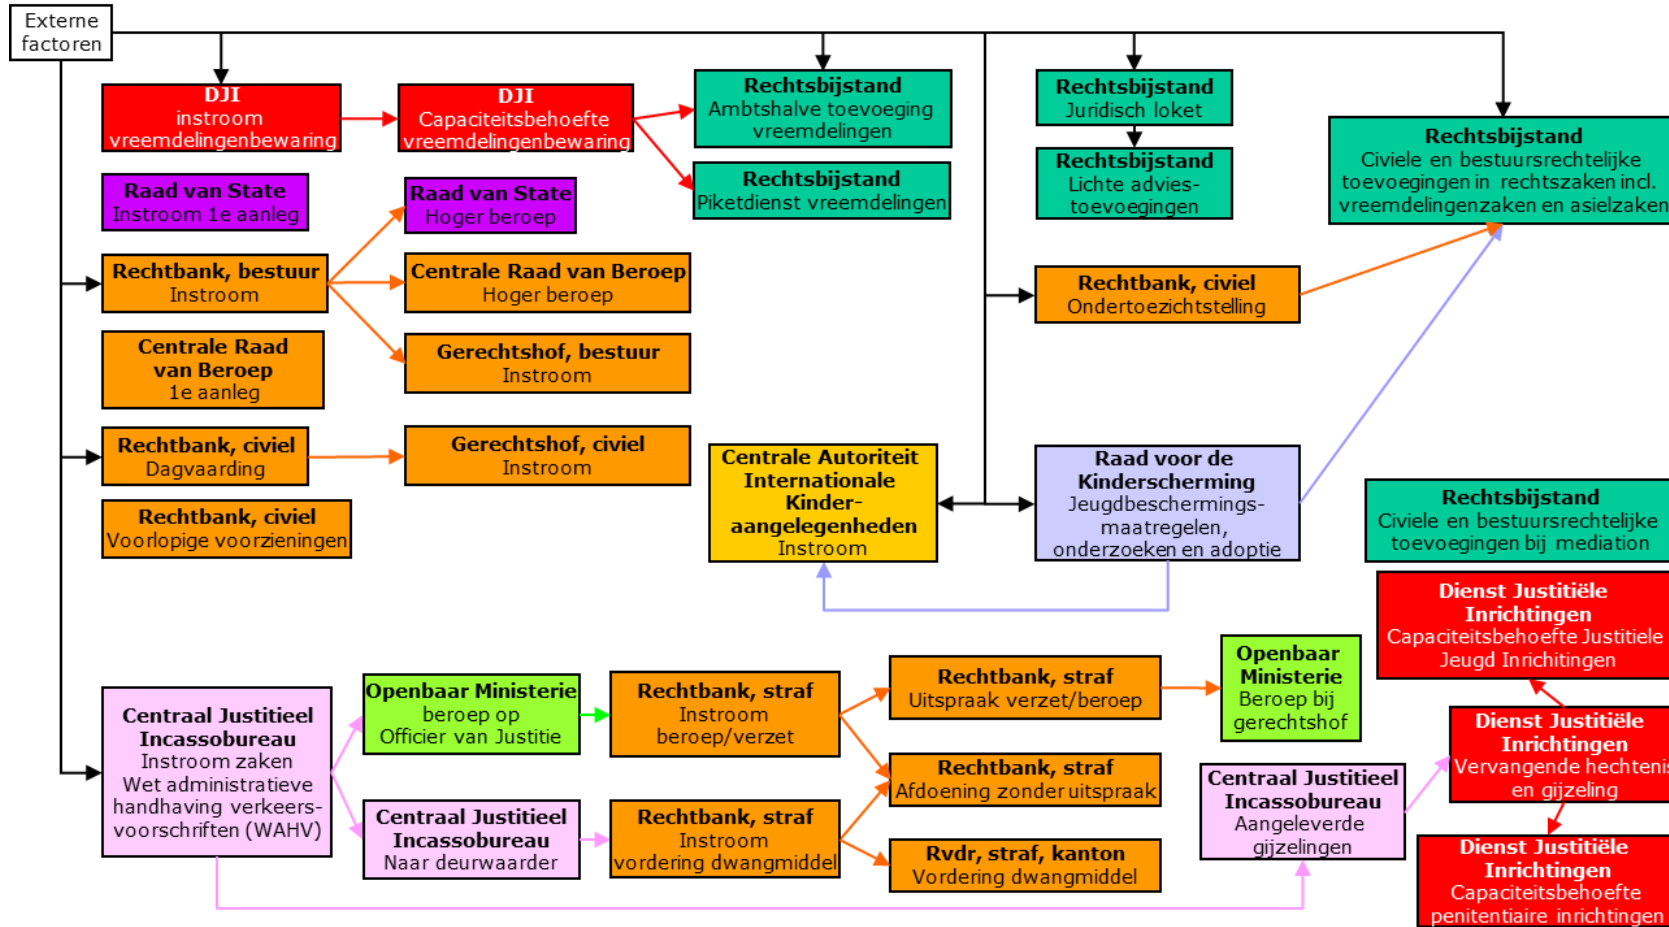 Externe
factoren
DJI
instroom
vreemdelingenbewaring
DJI
Capaciteitsbehoefte
vreemdelingenbewaring
Rechtsbijstand
Ambtshalve toevoeging
vreemdelingen
Rechtsbijstand
Piketdienst vreemdelingen
Rechtsbijstand
Juridisch loket
Rechtsbijstand
Lichte advies-
toevoegingen
Rechtsbijstand
Civiele en bestuursrechtelijke
toevoegingen in rechtszaken incl.
vreemdelingenzaken en asielzaken
Raad van State
Instroom 1e aanleg
Raad van State
Hoger beroep
Rechtbank, bestuur
Instroom
Centrale Raad van Beroep
Hoger beroep
Rechtbank, civiel
Ondertoezichtstelling
Centrale Raad
van Beroep
1e aanleg
Gerechtshof, bestuur
Instroom
Rechtbank, civiel
Dagvaarding
Gerechtshof, civiel
Instroom
Rechtbank, civiel
Voorlopige voorzieningen
Centrale Autoriteit
Internationale
Kinder-
aangelegenheden
Instroom
Raad voor de
Kinderscherming
Jeugdbeschermings-
maatregelen,
onderzoeken en adoptie
Rechtsbijstand
Civiele en bestuursrechtelijke
toevoegingen bij mediation
Dienst Justitiële
Inrichtingen
Capaciteitsbehoefte Justitiele
Jeugd Inrichitingen
Centraal Justitieel
Incassobureau
Instroom zaken
Wet administratieve
handhaving verkeers-
voorschriften (WAHV)
Openbaar Ministerie
beroep op
Officier van Justitie
Rechtbank, straf
Instroom
beroep/verzet
Rechtbank, straf
Uitspraak verzet/beroep
Openbaar
Ministerie
Beroep bij
gerechtshof
Centraal Justitieel
Incassobureau
Naar deurwaarder
Rechtbank, straf
Instroom
vordering dwangmiddel
Rechtbank, straf
Afdoening zonder uitspraak
Rvdr, straf, kanton
Vordering dwangmiddel
Centraal Justitieel
Incassobureau
Aangeleverde
gijzelingen
Dienst Justitiële
Inrichtingen
Vervangende hechtenis
en gijzeling
Dienst Justitiële
Inrichtingen
Capaciteitsbehoefte
penitentiaire inrichtingen